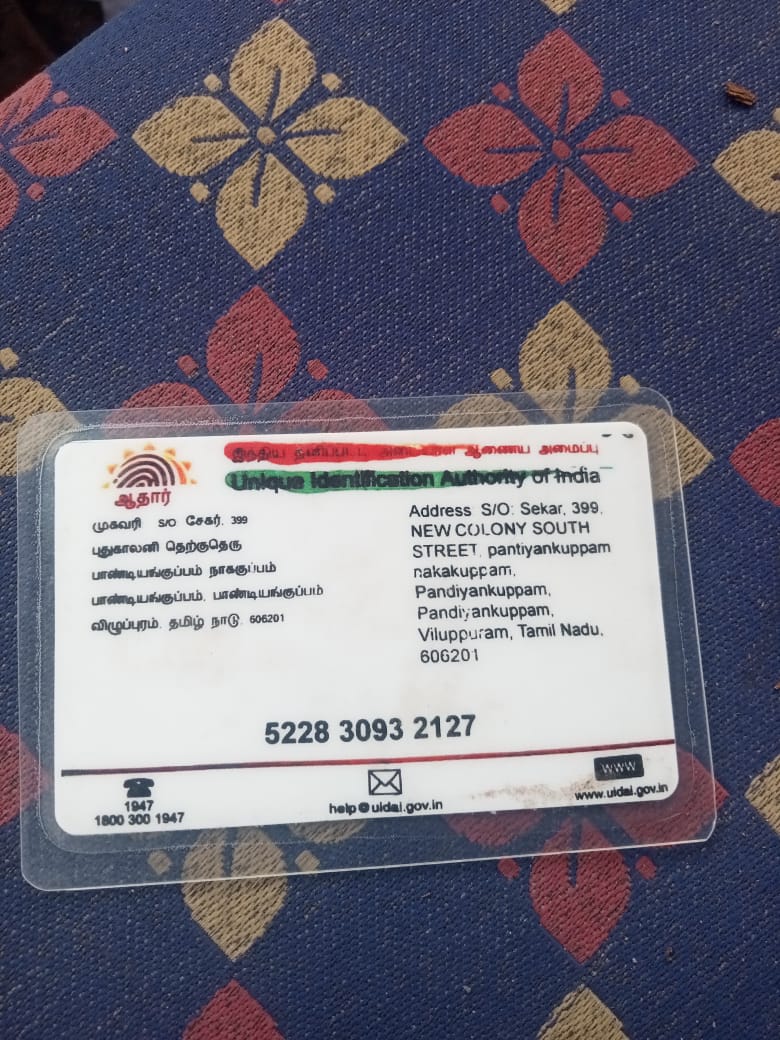 இந்திய தனிப்பட்ட அடையாள ஆணைய அமைப்பு
Unique Identification Authority of India
ஆதார்
முகவரி S/O சேகர், 399
புதுகாலனி தெற்குதெரு
பாண்டியங்குப்பம் நாககுப்பம்
பாண்டியங்குப்பம், பாண்டியங்குப்பம்
விழுப்புரம், தமிழ் நாடு, 606201
Address S/O: Sekar, 399,
NEW COLONY SOUTH
STREET, pantiyankuppam
nakakuppam,
Pandiyankuppam,
Pandiyankuppam,
Viluppuram, Tamil Nadu,
606201
5228 3093 2127
1947
1800 300 1947
help@uidai.gov.in
WWW
www.uidai.gov.in